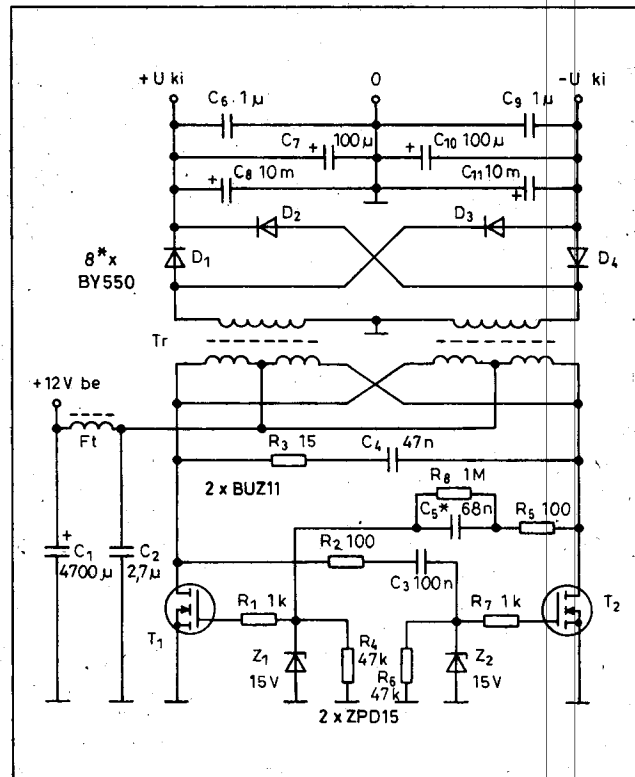 +U ki
0
-U ki
C6 1µ
C9 1µ
C7 + 100µ
+ C10 100µ
+ C8 10m
C11 10m +
D2
D3
8*x
BY550
D1
D4
Tr
+12V be
Ft
R3 15
C4 47n
2 x BUZ11
R8 1M
C5* 68n
R5 100
+
C1
4700µ
C2
2,7µ
R2 100
C3 100n
R1 1k
R7 1k
T1
T2
Z1
15V
R4
47k
R6
47k
Z2
15V
2 x ZPD15